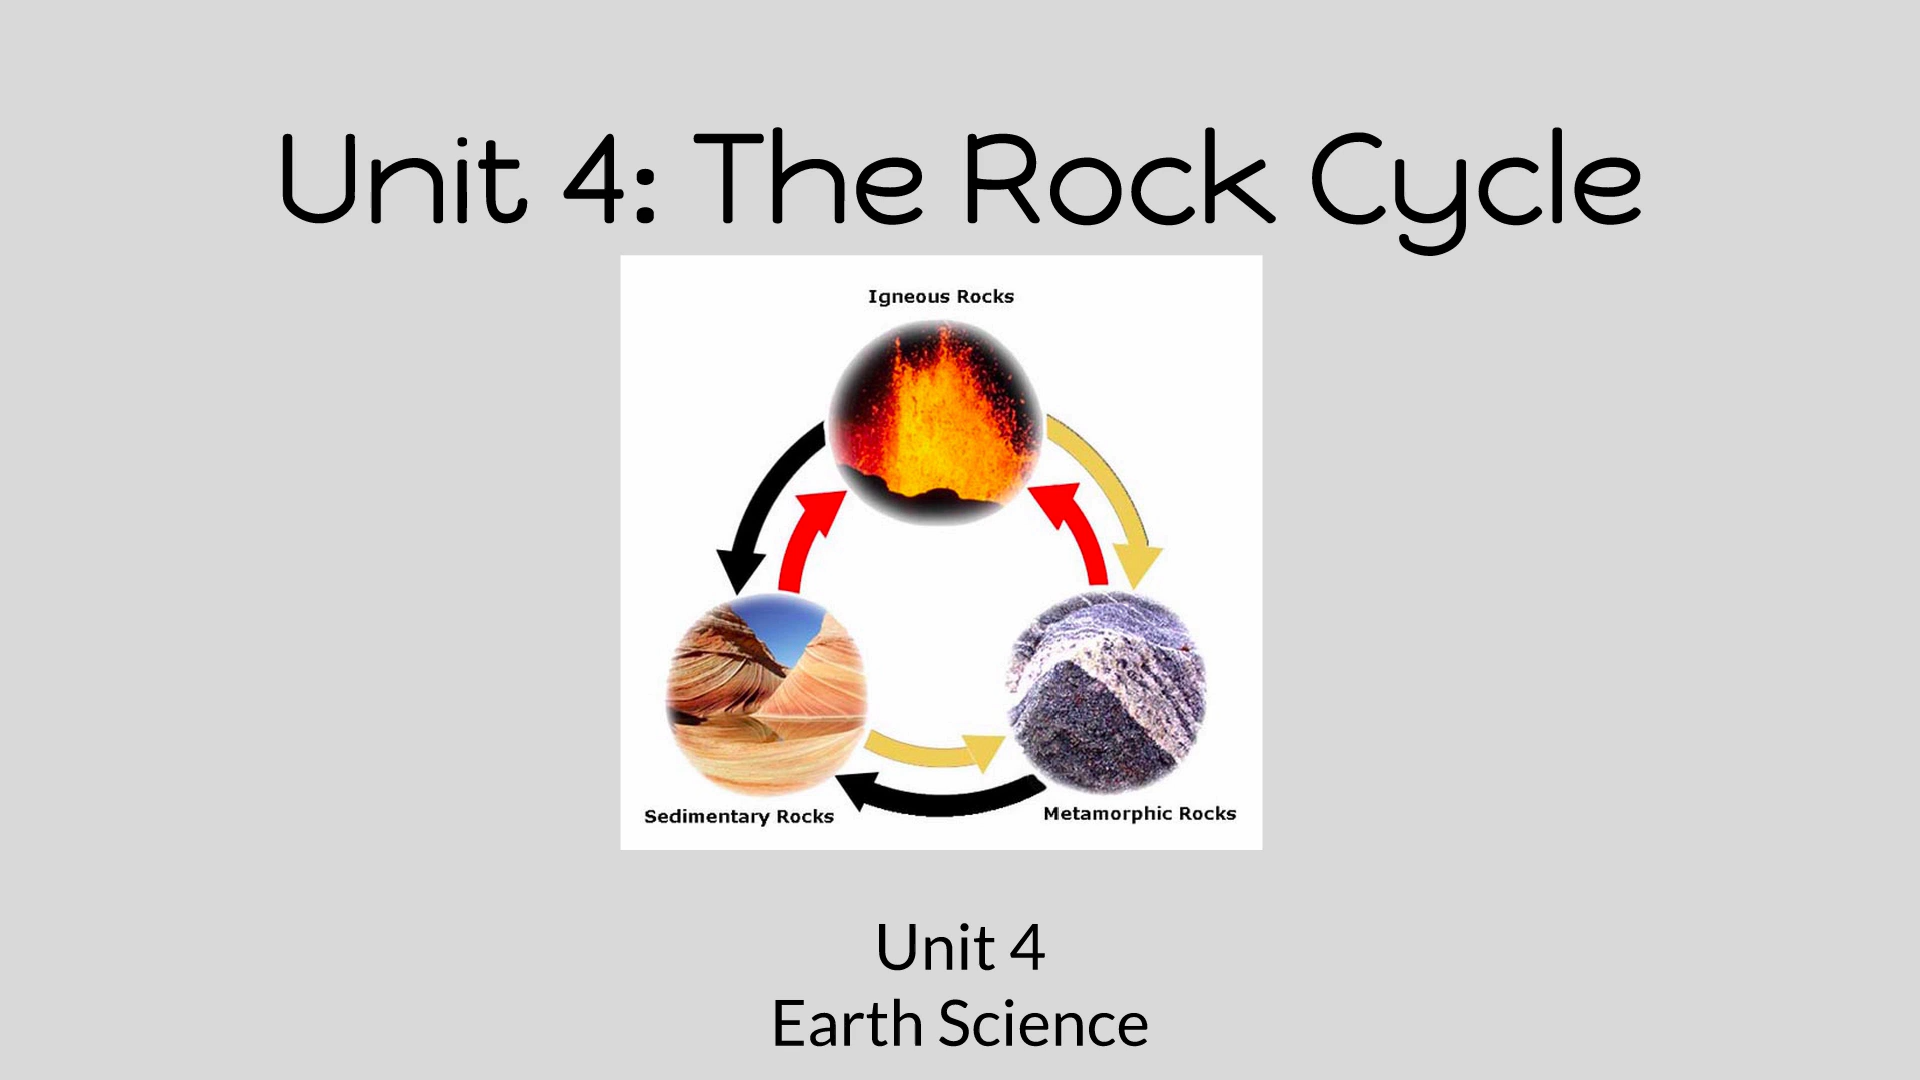 Unit 4: The Rock Cycle
Igneous Rocks
Sedimentary Rocks
Metamorphic Rocks
Unit 4
Earth Science